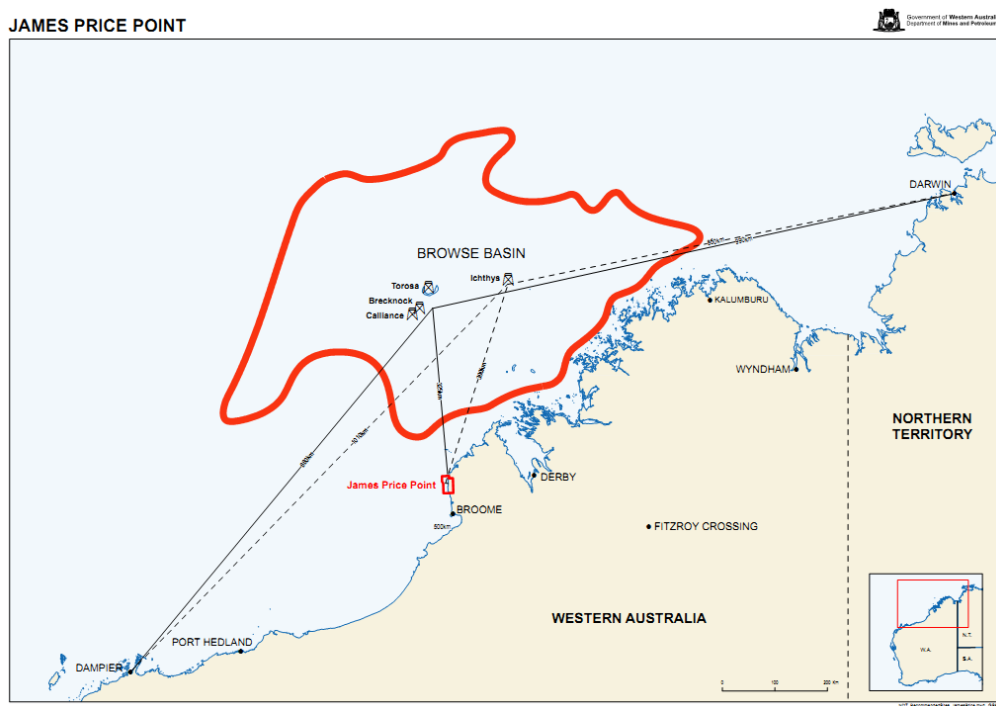 JAMES PRICE POINT
Government of Western Australia
Department of Mines and Petroleum
DARWIN
BROWSE BASIN
Ichthys
Torosa
Brecknock
Calliance
KALUMBURU
WYNDHAM
NORTHERN
TERRITORY
~1010km
James Price Point
DERBY
BROOME
FITZROY CROSSING
WESTERN AUSTRALIA
PORT HEDLAND
DAMPIER
W.A.
N.T.
S.A.
0 100 200 Km